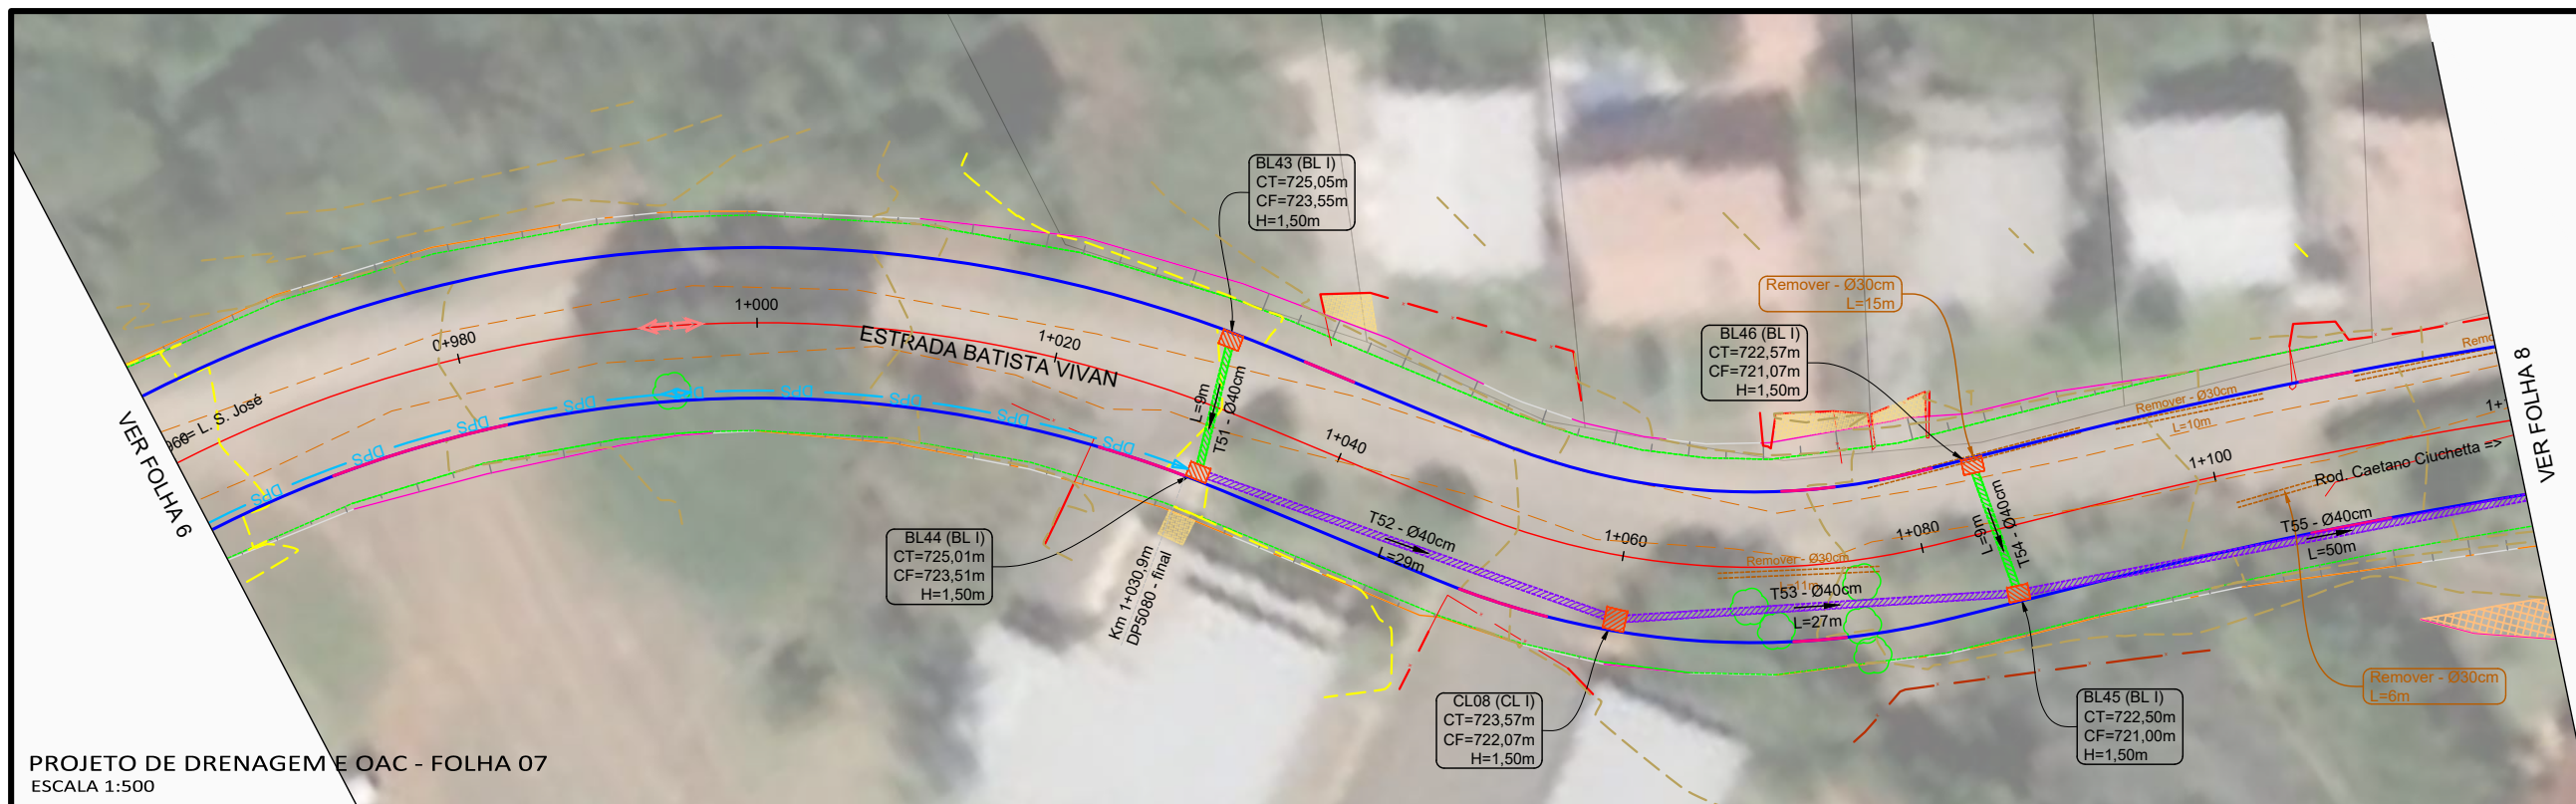 BL43 (BL I)
CT=725,05m
CF=723,55m
H=1,50m
Remover - Ø30cm
L=15m
BL46 (BL I)
CT=722,57m
CF=721,07m
H=1,50m
0+980
1+000
1+020
1+040
1+060
1+080
1+100
1+
ESTRADA BATISTA VIVAN
VER FOLHA 6
VER FOLHA 8
960= L. S. José
DPS
DPS
DPS
DPS
DPS
DPS
DPS
DPS
DPS
L=9m
T51 - Ø40cm
T52 - Ø40cm
L=29m
Remover - Ø30cm
L=11m
T53 - Ø40cm
L=27m
L=9m
T54 - Ø40cm
Remover - Ø30cm
L=10m
Remo
Rod. Caetano Ciuchetta =>
T55 - Ø40cm
L=50m
BL44 (BL I)
CT=725,01m
CF=723,51m
H=1,50m
Km 1+030,9m
DP5080 - final
CL08 (CL I)
CT=723,57m
CF=722,07m
H=1,50m
BL45 (BL I)
CT=722,50m
CF=721,00m
H=1,50m
Remover - Ø30cm
L=6m
PROJETO DE DRENAGEM E OAC - FOLHA 07
ESCALA 1:500